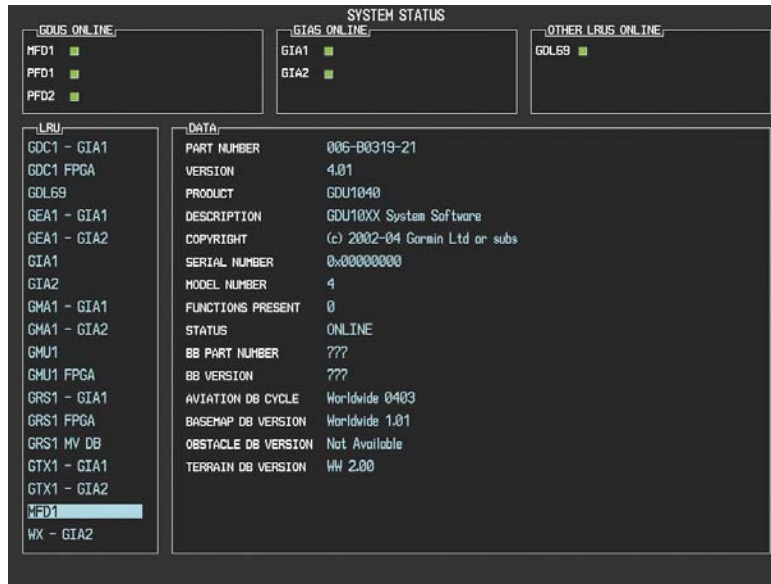 SYSTEM STATUS
GDUS ONLINE
MFD1
PFD1
PFD2
GIAS ONLINE
GIA1
GIA2
OTHER LRUS ONLINE
GDL69
LRU
GDC1 - GIA1
GDC1 FPGA
GDL69
GEA1 - GIA1
GEA1 - GIA2
GIA1
GIA2
GMA1 - GIA1
GMA1 - GIA2
GMU1
GMU1 FPGA
GRS1 - GIA1
GRS1 FPGA
GRS1 MV DB
GTX1 - GIA1
GTX1 - GIA2
MFD1
WX - GIA2
DATA
PART NUMBER 006-B0319-21
VERSION 4.01
PRODUCT GDU1040
DESCRIPTION GDU10XX System Software
COPYRIGHT (c) 2002-04 Garmin Ltd or subs
SERIAL NUMBER 0x00000000
MODEL NUMBER 4
FUNCTIONS PRESENT 0
STATUS ONLINE
BB PART NUMBER ???
BB VERSION ???
AVIATION DB CYCLE Worldwide 0403
BASEMAP DB VERSION Worldwide 1.01
OBSTACLE DB VERSION Not Available
TERRAIN DB VERSION WW 2.00